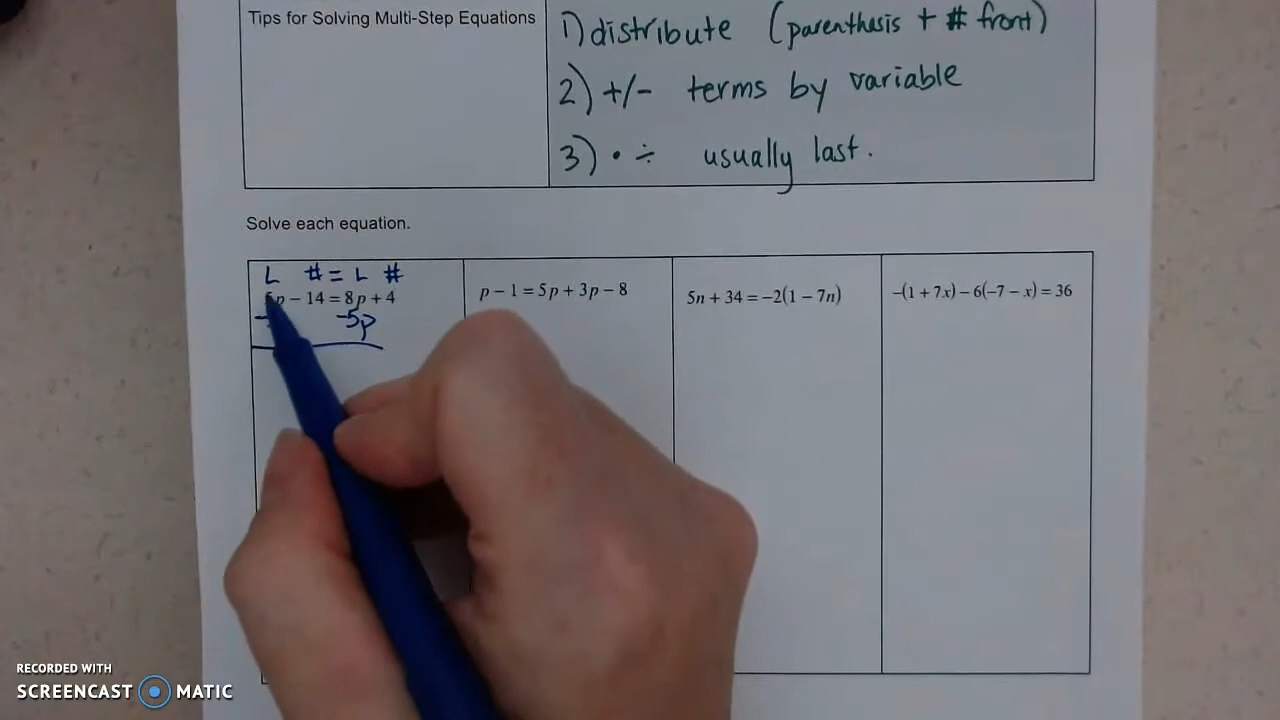 Tips for Solving Multi-Step Equations
1) distribute (parenthesis + # front)
2) +/- terms by variable
3) • ÷ usually last.
Solve each equation.
L # = L #
5p − 14 = 8p + 4
-5p
p − 1 = 5p + 3p − 8
5n + 34 = −2(1 − 7n)
−(1 + 7x) − 6(−7 − x) = 36
RECORDED WITH
SCREENCAST MATIC